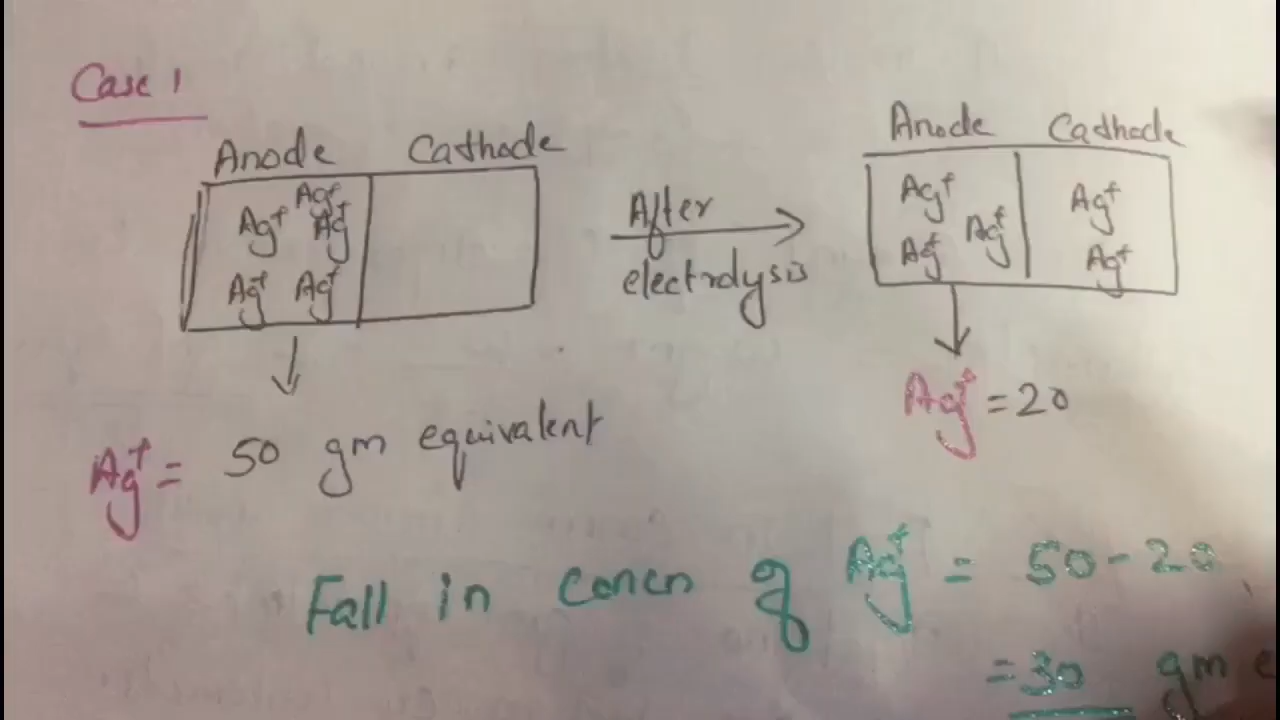 Case 1
Anode Cathode
Ag+ Ag+ Ag+
Ag+ Ag+
After
electrolysis
Anode Cathode
Ag+ Ag+ Ag+
Ag+ Ag+
Ag+ = 50 gm equivalent
Ag+ = 20
Fall in concn of Ag+ = 50-20
= 30 gm e